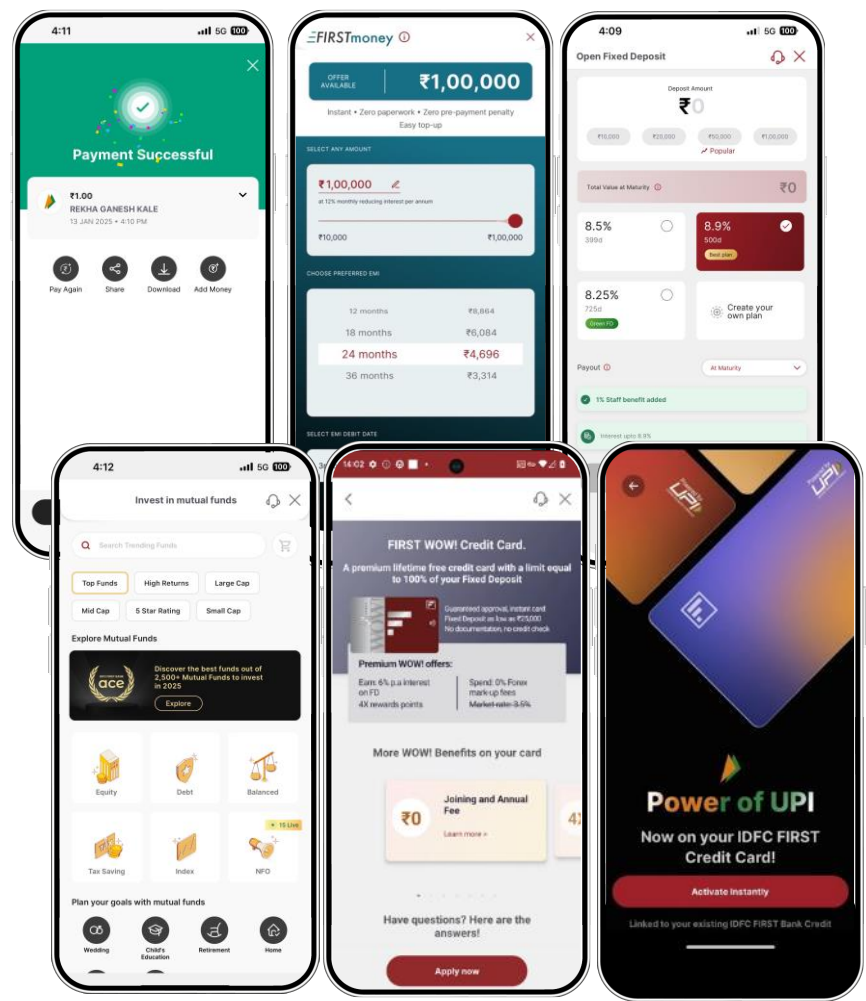 4:11
5G 100
Payment Successful
₹1.00
REKHA GANESH KALE
13 JAN 2025 • 4:10 PM
Pay Again
Share
Download
Add Money
FIRSTmoney
OFFER
AVAILABLE
₹1,00,000
Instant • Zero paperwork • Zero pre-payment penalty
Easy top-up
SELECT ANY AMOUNT
₹1,00,000
at 12% monthly reducing interest per annum
₹10,000
₹1,00,000
CHOOSE PREFERRED EMI
12 months ₹8,864
18 months ₹6,084
24 months ₹4,696
36 months ₹3,314
SELECT EMI DEBIT DATE
4:09
5G 100
Open Fixed Deposit
Deposit Amount
₹0
₹10,000
₹20,000
₹50,000
₹1,00,000
Popular
Total Value at Maturity
₹0
8.5%
399d
8.9%
500d
Best plan
8.25%
725d
Green FD
Create your
own plan
Payout
At Maturity
1% Staff benefit added
Interest upto 8.9%
4:12
5G 100
Invest in mutual funds
Search Trending Funds
Top Funds
High Returns
Large Cap
Mid Cap
5 Star Rating
Small Cap
Explore Mutual Funds
ace
Discover the best funds out of
2,500+ Mutual Funds to invest
in 2025
Explore
Equity
Debt
Balanced
15 Live
Tax Saving
Index
NFO
Plan your goals with mutual funds
Wedding
Child's
Education
Retirement
Home
14:02
FIRST WOW! Credit Card.
A premium lifetime free credit card with a limit equal
to 100% of your Fixed Deposit
Guaranteed approval, instant card
Fixed Deposit as low as ₹25,000
No documentation, no credit check
Premium WOW! offers:
Earn: 6% p.a interest
on FD
4X rewards points
Spend: 0% Forex
mark-up fees
Market rate: 3.5%
More WOW! Benefits on your card
₹0
Joining and Annual
Fee
Learn more »
Have questions? Here are the
answers!
Apply now
Powered by
UPI
Powered by
UPI
Power of UPI
Now on your IDFC FIRST
Credit Card!
Activate Instantly
Linked to your existing IDFC FIRST Bank Credit